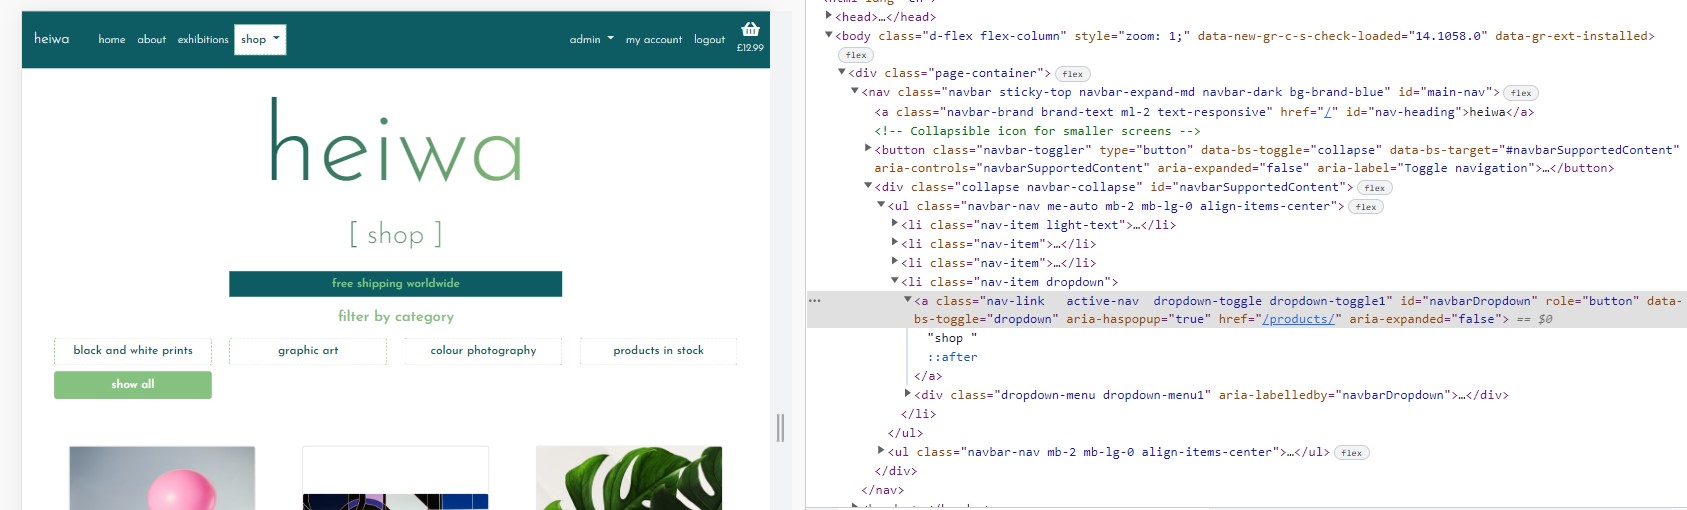 heiwa
home about exhibitions shop
admin my account logout
£12.99
heiwa
[ shop ]
free shipping worldwide
filter by category
black and white prints
graphic art
colour photography
products in stock
show all
<head>…</head>
<body class="d-flex flex-column" style="zoom: 1;" data-new-gr-c-s-check-loaded="14.1058.0" data-gr-ext-installed>
flex
<div class="page-container"> flex
<nav class="navbar sticky-top navbar-expand-md navbar-dark bg-brand-blue" id="main-nav"> flex
<a class="navbar-brand brand-text ml-2 text-responsive" href="/" id="nav-heading">heiwa</a>
<!-- Collapsible icon for smaller screens -->
<button class="navbar-toggler" type="button" data-bs-toggle="collapse" data-bs-target="#navbarSupportedContent"
aria-controls="navbarSupportedContent" aria-expanded="false" aria-label="Toggle navigation">…</button>
<div class="collapse navbar-collapse" id="navbarSupportedContent"> flex
<ul class="navbar-nav me-auto mb-2 mb-lg-0 align-items-center"> flex
<li class="nav-item light-text">…</li>
<li class="nav-item">…</li>
<li class="nav-item">…</li>
<li class="nav-item dropdown">
<a class="nav-link   active-nav  dropdown-toggle dropdown-toggle1" id="navbarDropdown" role="button" data-
bs-toggle="dropdown" aria-haspopup="true" href="/products/" aria-expanded="false"> == $0
"shop "
::after
</a>
<div class="dropdown-menu dropdown-menu1" aria-labelledby="navbarDropdown">…</div>
</li>
</ul>
<ul class="navbar-nav mb-2 mb-lg-0 align-items-center">…</ul> flex
</div>
</nav>